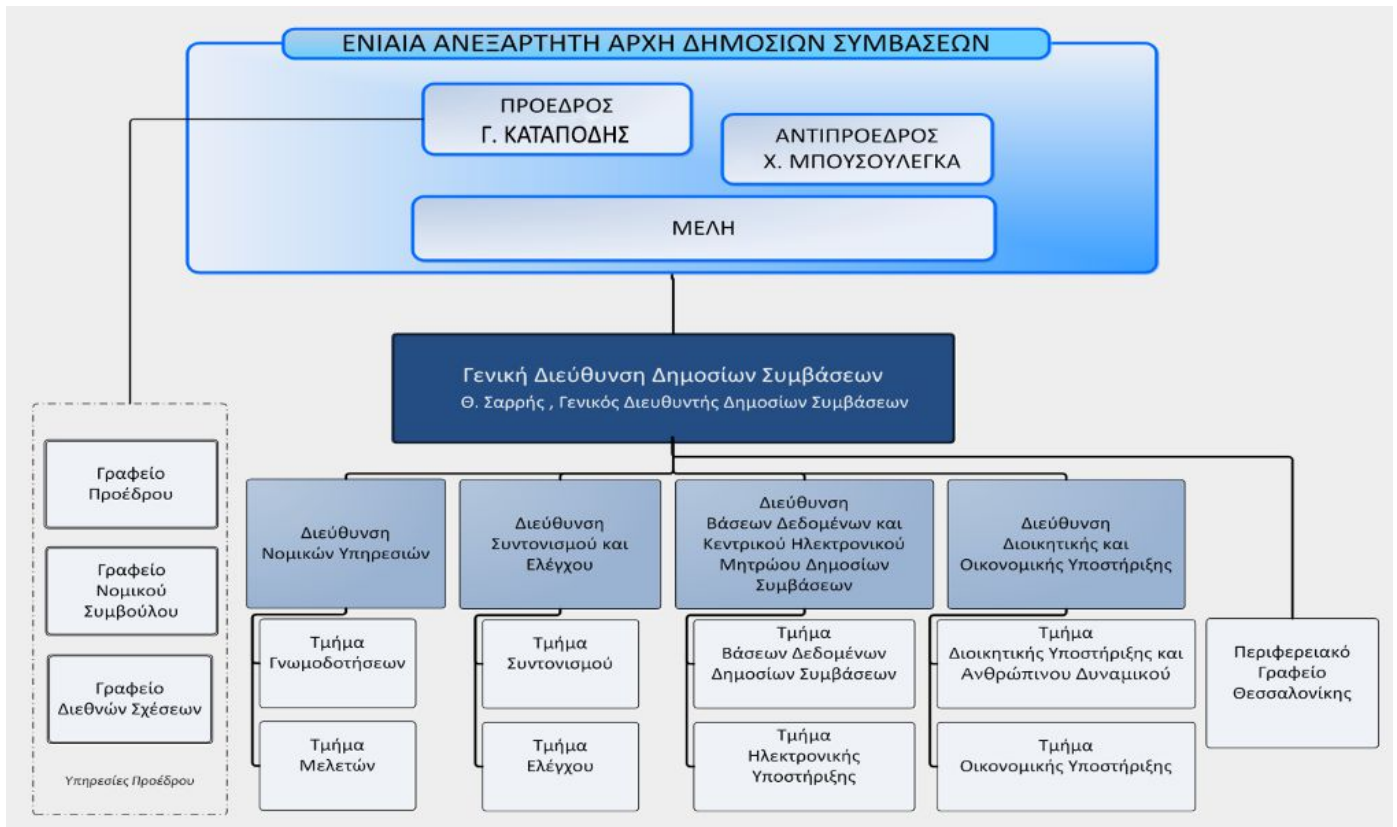 ΕΝΙΑΙΑ ΑΝΕΞΑΡΤΗΤΗ ΑΡΧΗ ΔΗΜΟΣΙΩΝ ΣΥΜΒΑΣΕΩΝ
ΠΡΟΕΔΡΟΣ
Γ. ΚΑΤΑΠΟΔΗΣ
ΑΝΤΙΠΡΟΕΔΡΟΣ
Χ. ΜΠΟΥΣΟΥΛΕΓΚΑ
ΜΕΛΗ
Γενική Διεύθυνση Δημοσίων Συμβάσεων
Θ. Σαρρής , Γενικός Διευθυντής Δημοσίων Συμβάσεων
Γραφείο
Προέδρου
Γραφείο
Νομικού
Συμβούλου
Γραφείο
Διεθνών Σχέσεων
Υπηρεσίες Προέδρου
Διεύθυνση
Νομικών Υπηρεσιών
Τμήμα
Γνωμοδοτήσεων
Τμήμα
Μελετών
Διεύθυνση
Συντονισμού και
Ελέγχου
Τμήμα
Συντονισμού
Τμήμα
Ελέγχου
Διεύθυνση
Βάσεων Δεδομένων και
Κεντρικού Ηλεκτρονικού
Μητρώου Δημοσίων
Συμβάσεων
Τμήμα
Βάσεων Δεδομένων
Δημοσίων Συμβάσεων
Τμήμα
Ηλεκτρονικής
Υποστήριξης
Διεύθυνση
Διοικητικής και
Οικονομικής Υποστήριξης
Τμήμα
Διοικητικής Υποστήριξης και
Ανθρώπινου Δυναμικού
Τμήμα
Οικονομικής Υποστήριξης
Περιφερειακό
Γραφείο
Θεσσαλονίκης